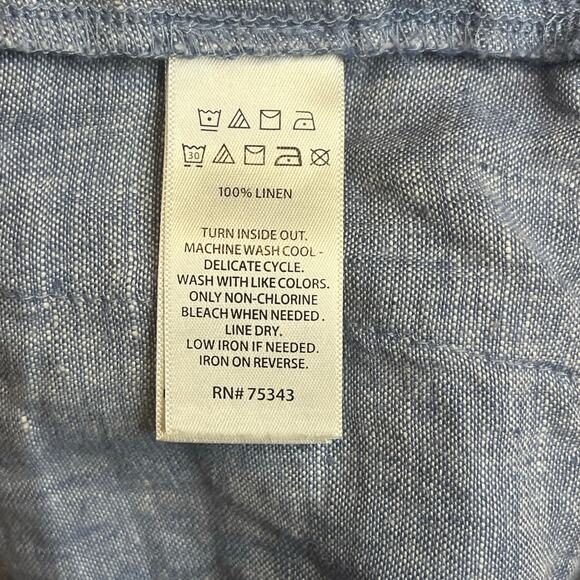 30
100% LINEN
TURN INSIDE OUT.
MACHINE WASH COOL -
DELICATE CYCLE.
WASH WITH LIKE COLORS.
ONLY NON-CHLORINE
BLEACH WHEN NEEDED.
LINE DRY.
LOW IRON IF NEEDED.
IRON ON REVERSE.
RN# 75343